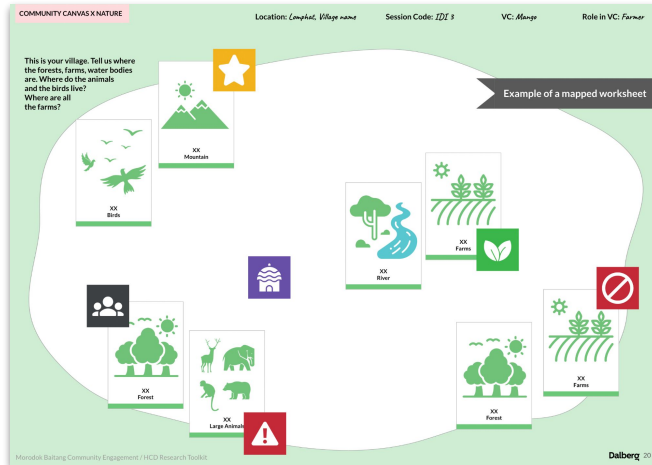 COMMUNITY CANVAS X NATURE
Location: Lomphat, Village name
Session Code: IDI 3
VC: Mango
Role in VC: Farmer
This is your village. Tell us where
the forests, farms, water bodies
are. Where do the animals
and the birds live?
Where are all
the farms?
Example of a mapped worksheet
XX
Mountain
XX
Birds
XX
River
XX
Farms
XX
Forest
XX
Large Animals
XX
Forest
XX
Farms
Morodok Baitang Community Engagement / HCD Research Toolkit
Dalberg 20